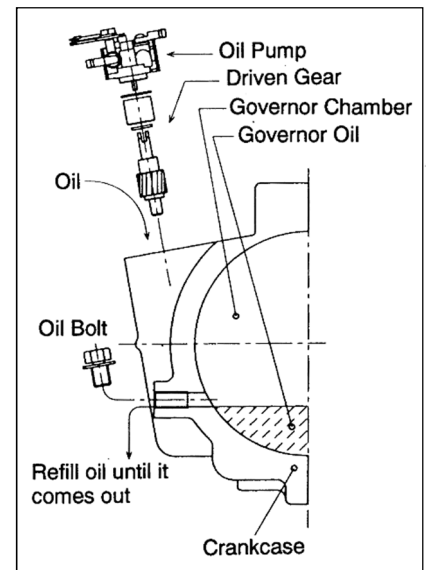 Oil Pump
Driven Gear
Governor Chamber
Governor Oil
Oil
Oil Bolt
Refill oil until it
comes out
Crankcase